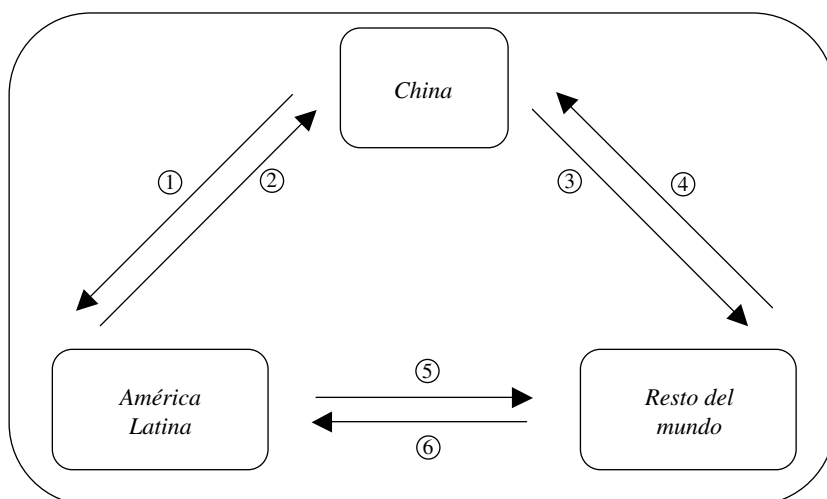 China
①
②
③
④
América
Latina
⑤
⑥
Resto del
mundo